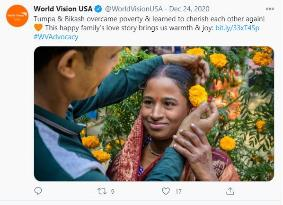 World Vision USA @WorldVisionUSA · Dec 24, 2020
Tumpa & Bikash overcame poverty & learned to cherish each other again!
This happy family's love story brings us warmth & joy: bit.ly/33xT45p
#WVAdvocacy
9 17